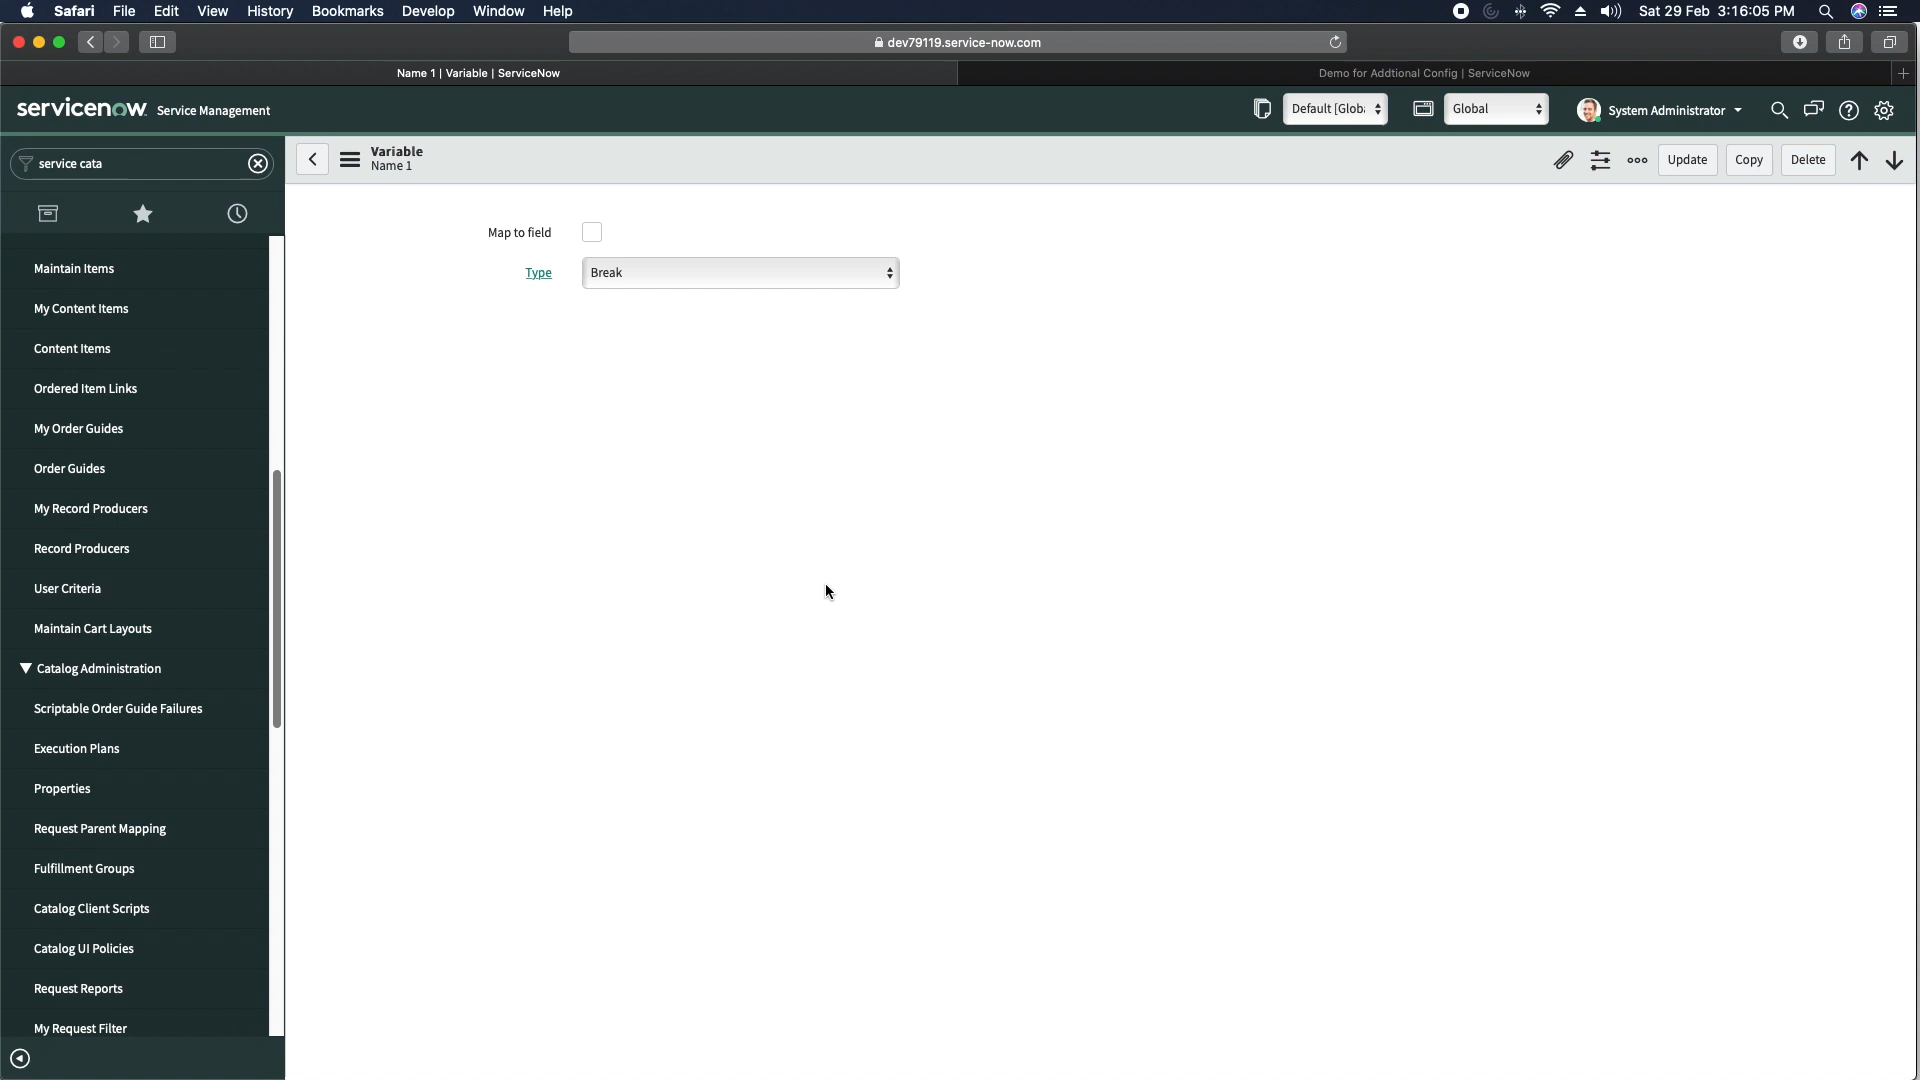 Safari File Edit View History Bookmarks Develop Window Help
Sat 29 Feb 3:16:05 PM
dev79119.service-now.com
Name 1 | Variable | ServiceNow
Demo for Addtional Config | ServiceNow
servicenow Service Management
Default [Globa
Global
System Administrator
service cata
Variable
Name 1
Update
Copy
Delete
Map to field
Type
Break
Maintain Items
My Content Items
Content Items
Ordered Item Links
My Order Guides
Order Guides
My Record Producers
Record Producers
User Criteria
Maintain Cart Layouts
Catalog Administration
Scriptable Order Guide Failures
Execution Plans
Properties
Request Parent Mapping
Fulfillment Groups
Catalog Client Scripts
Catalog UI Policies
Request Reports
My Request Filter